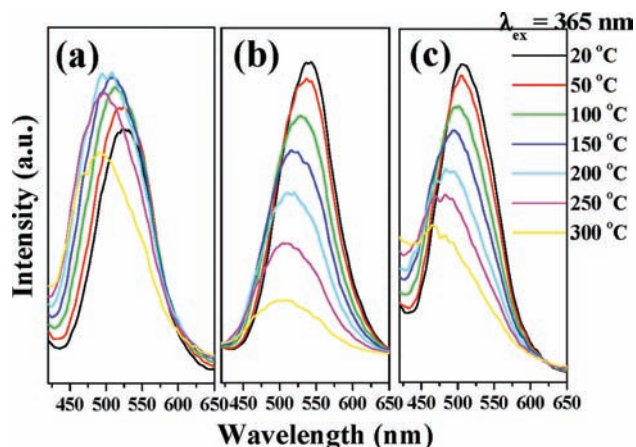 λex = 365 nm
(a) (b) (c)
20 °C
50 °C
100 °C
150 °C
200 °C
250 °C
300 °C
Intensity (a.u.)
450 500 550 600 650 450 500 550 600 650 450 500 550 600 650
Wavelength (nm)